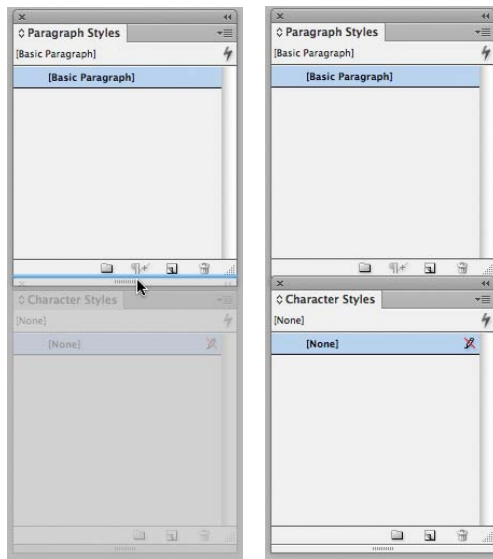 Paragraph Styles
[Basic Paragraph]
[Basic Paragraph]
Character Styles
[None]
[None]
Paragraph Styles
[Basic Paragraph]
[Basic Paragraph]
Character Styles
[None]
[None]